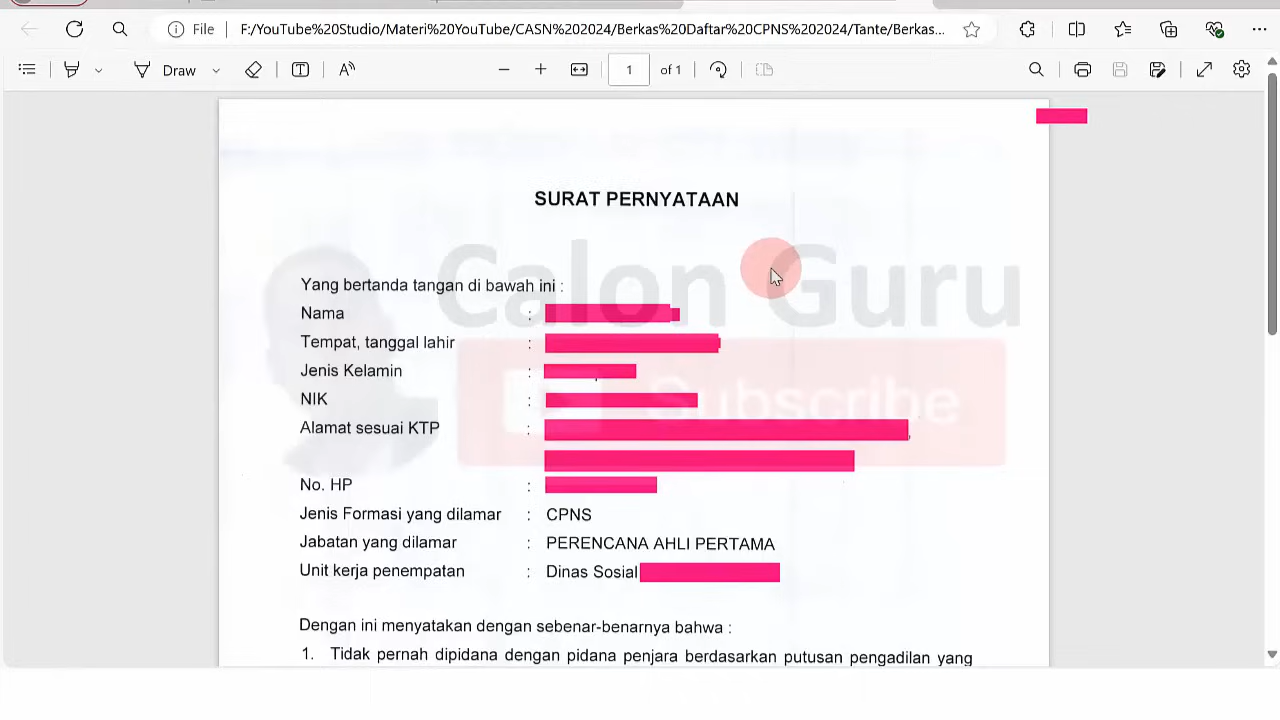 File F:/YouTube%20Studio/Materi%20YouTube/CASN%202024/Berkas%20Daftar%20CPNS%202024/Tante/Berkas...
Draw 1 of 1
SURAT PERNYATAAN
Calon Guru
Subscribe
Yang bertanda tangan di bawah ini :
Nama :
Tempat, tanggal lahir :
Jenis Kelamin :
NIK :
Alamat sesuai KTP :
No. HP :
Jenis Formasi yang dilamar : CPNS
Jabatan yang dilamar : PERENCANA AHLI PERTAMA
Unit kerja penempatan : Dinas Sosial
Dengan ini menyatakan dengan sebenar-benarnya bahwa :
1. Tidak pernah dipidana dengan pidana penjara berdasarkan putusan pengadilan yang